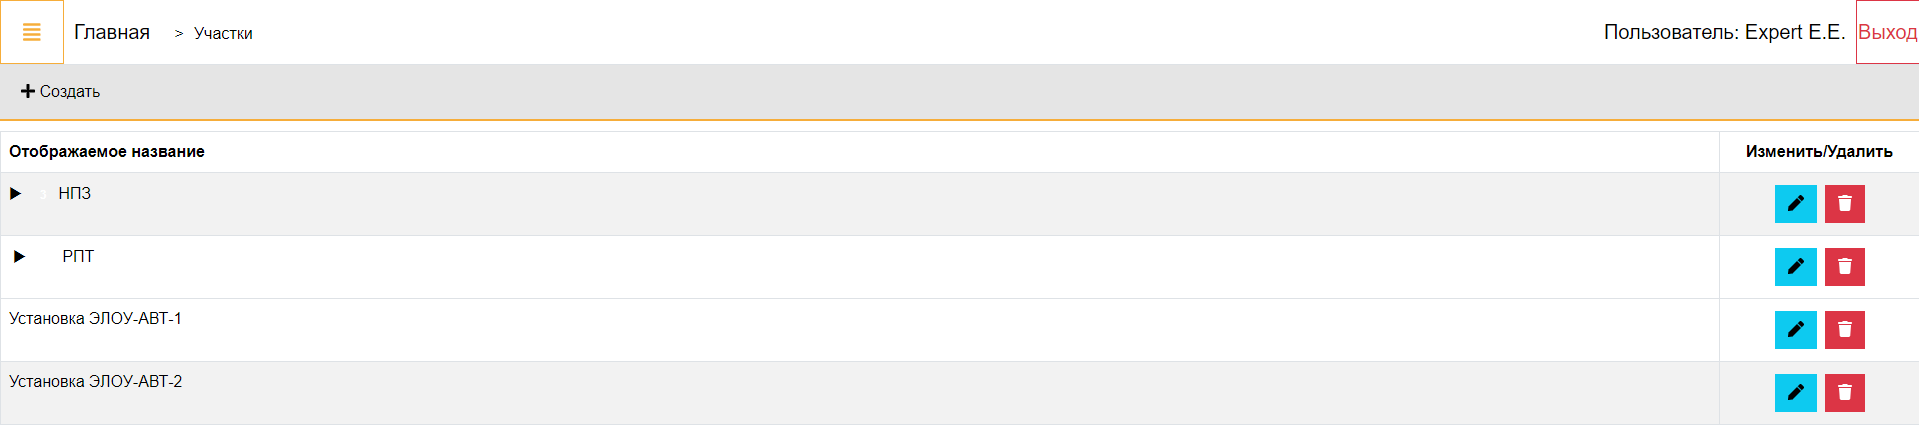 Главная > Участки
Пользователь: Expert E.E. Выход
Создать
Отображаемое название Изменить/Удалить
3 НПЗ
РПТ
Установка ЭЛОУ-АВТ-1
Установка ЭЛОУ-АВТ-2